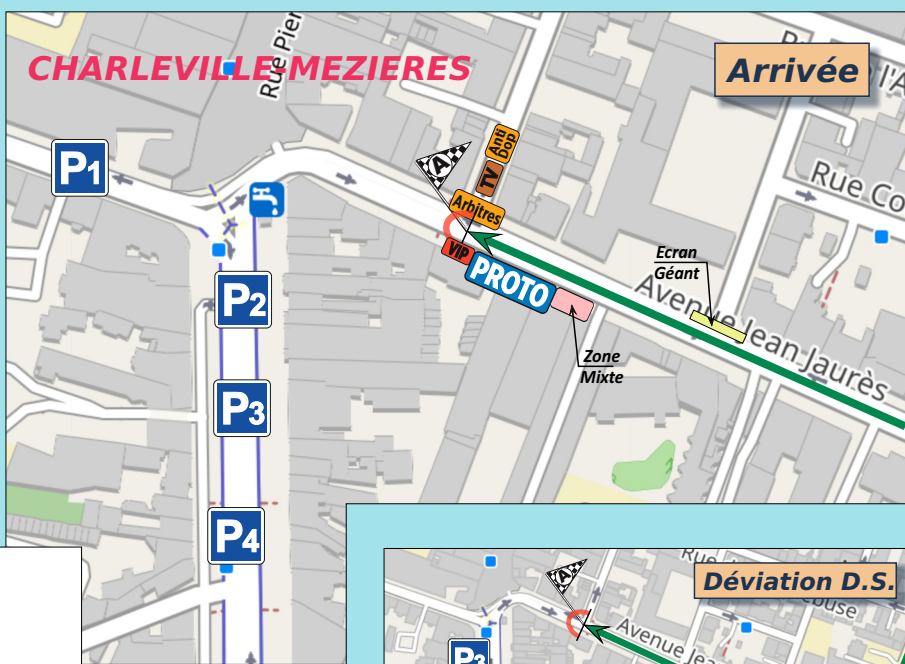 CHARLEVILLE-MEZIERES
Rue Pier
Arrivée
l'A
P1
Anti
Dop
A
TV
Rue Co
Arbitres
VIP
PROTO
Ecran
Géant
Avenue Jean Jaurès
P2
Zone
Mixte
P3
P4
Déviation D.S.
A
Avenue Jea
P3